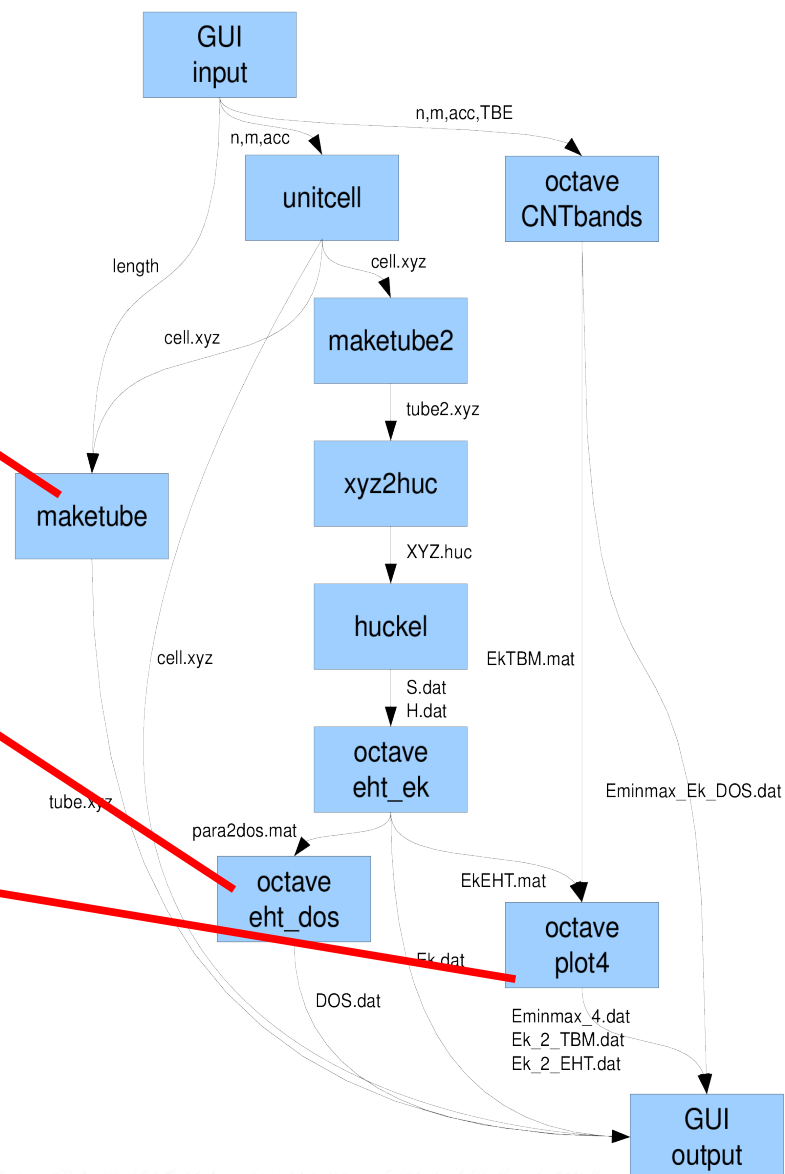 GUI
input
n,m,acc,TBE
n,m,acc
unitcell
octave
CNTbands
length
cell.xyz
cell.xyz
maketube2
tube2.xyz
maketube
xyz2huc
XYZ.huc
huckel
cell.xyz
EkTBM.mat
S.dat
H.dat
octave
eht_ek
Eminmax_Ek_DOS.dat
tube.xyz
para2dos.mat
octave
eht_dos
EkEHT.mat
octave
plot4
Ek.dat
DOS.dat
Eminmax_4.dat
Ek_2_TBM.dat
Ek_2_EHT.dat
GUI
output